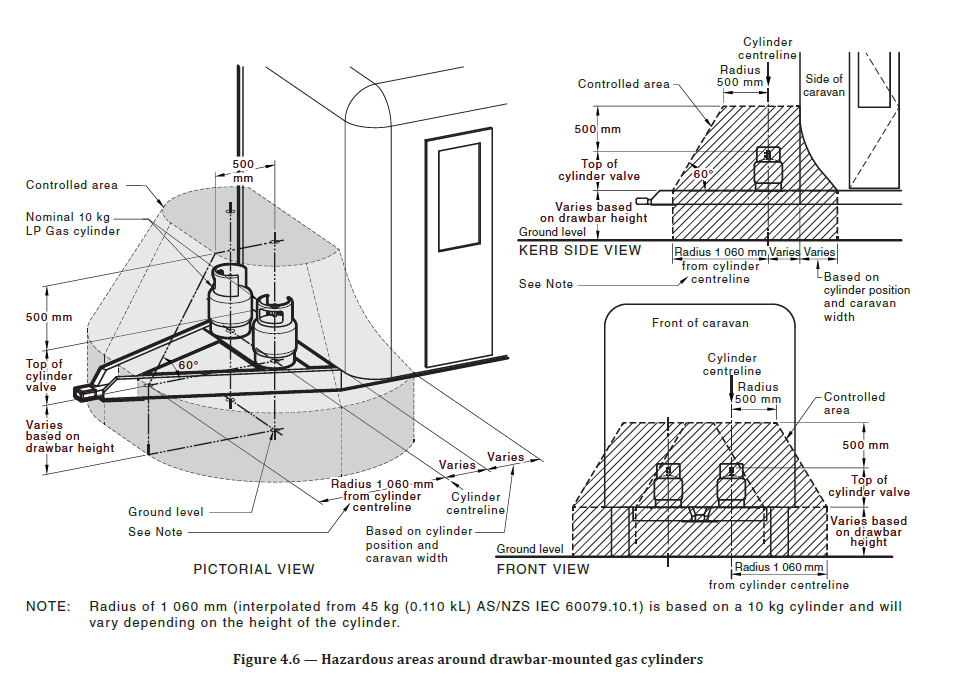 500
mm
Controlled area
Nominal 10 kg
LP Gas cylinder
500 mm
Top of
cylinder
valve
60°
Varies
based on
drawbar height
Varies
Varies
Radius 1 060 mm
from cylinder
centreline
Cylinder
centreline
Ground level
See Note
Based on cylinder
position and
caravan width
PICTORIAL VIEW
Cylinder
centreline
Radius
500 mm
Side of
caravan
Controlled area
500 mm
Top of
cylinder valve
60°
Varies based
on drawbar height
Ground level
KERB SIDE VIEW
Radius 1 060 mm
Varies
Varies
from cylinder
centreline
See Note
Based on
cylinder position
and caravan
width
Front of caravan
Cylinder
centreline
Radius
500 mm
Controlled
area
500 mm
Top of
cylinder valve
Varies based
on drawbar
height
Ground level
FRONT VIEW
Radius 1 060 mm
from cylinder centreline
NOTE: Radius of 1 060 mm (interpolated from 45 kg (0.110 kL) AS/NZS IEC 60079.10.1) is based on a 10 kg cylinder and will
vary depending on the height of the cylinder.
Figure 4.6 — Hazardous areas around drawbar-mounted gas cylinders